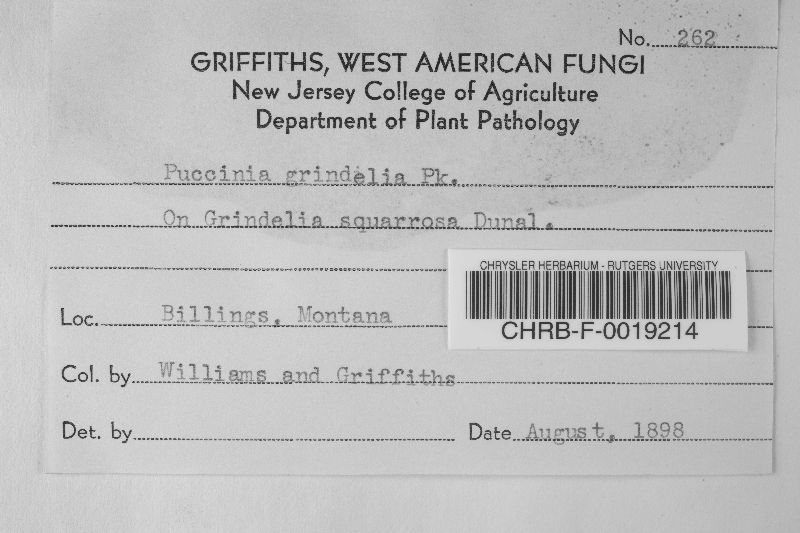 No. 262
GRIFFITHS, WEST AMERICAN FUNGI
New Jersey College of Agriculture
Department of Plant Pathology
Puccinia grindelia Pk.
On Grindelia squarrosa Dunal.
CHRYSLER HERBARIUM - RUTGERS UNIVERSITY
CHRB-F-0019214
Loc. Billings, Montana
Col. by Williams and Griffiths
Det. by
Date August, 1898